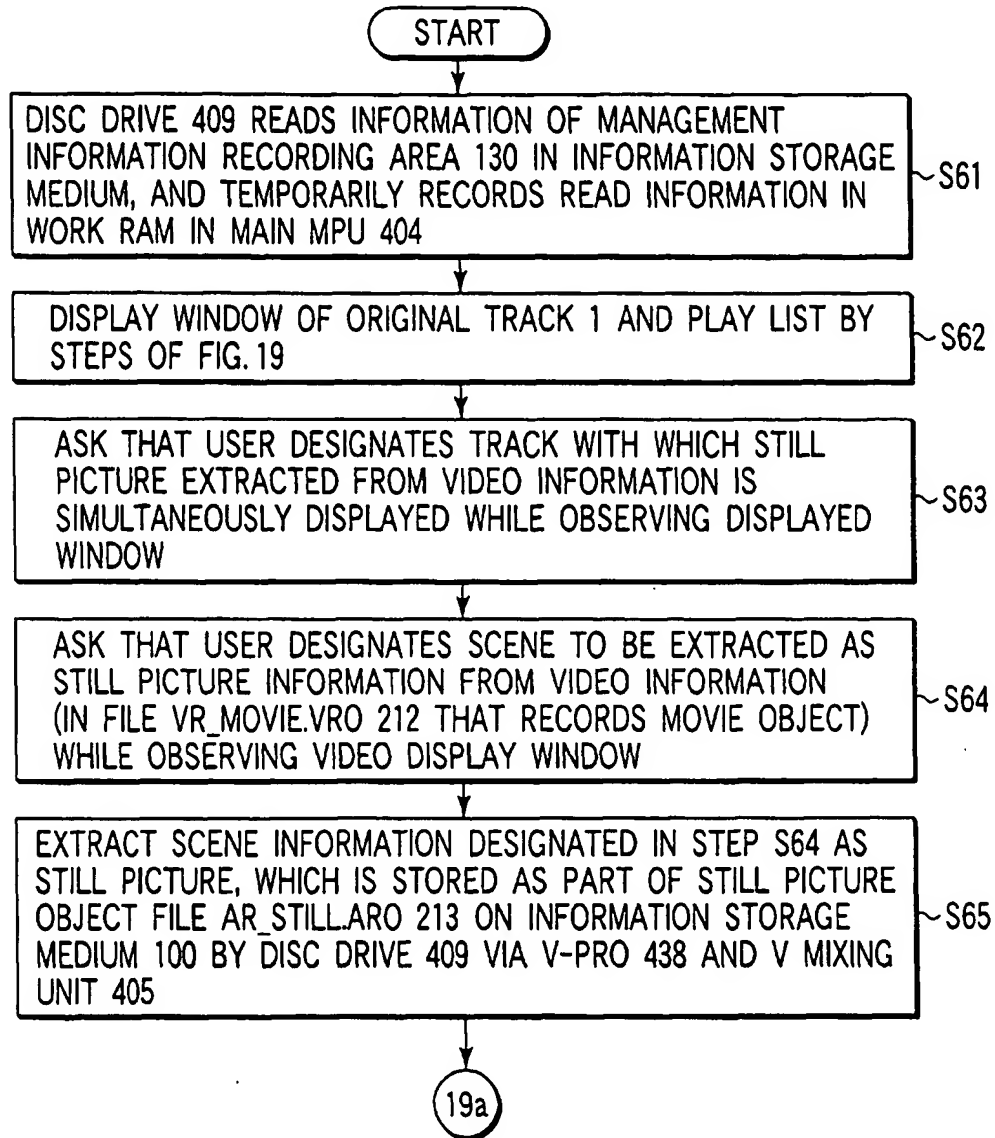 START
DISC DRIVE 409 READS INFORMATION OF MANAGEMENT
INFORMATION RECORDING AREA 130 IN INFORMATION STORAGE
MEDIUM, AND TEMPORARILY RECORDS READ INFORMATION IN
WORK RAM IN MAIN MPU 404
S61
DISPLAY WINDOW OF ORIGINAL TRACK 1 AND PLAY LIST BY
STEPS OF FIG. 19
S62
ASK THAT USER DESIGNATES TRACK WITH WHICH STILL
PICTURE EXTRACTED FROM VIDEO INFORMATION IS
SIMULTANEOUSLY DISPLAYED WHILE OBSERVING DISPLAYED
WINDOW
S63
ASK THAT USER DESIGNATES SCENE TO BE EXTRACTED AS
STILL PICTURE INFORMATION FROM VIDEO INFORMATION
(IN FILE VR_MOVIE.VRO 212 THAT RECORDS MOVIE OBJECT)
WHILE OBSERVING VIDEO DISPLAY WINDOW
S64
EXTRACT SCENE INFORMATION DESIGNATED IN STEP S64 AS
STILL PICTURE, WHICH IS STORED AS PART OF STILL PICTURE
OBJECT FILE AR_STILL.ARO 213 ON INFORMATION STORAGE
MEDIUM 100 BY DISC DRIVE 409 VIA V-PRO 438 AND V MIXING
UNIT 405
S65
19a